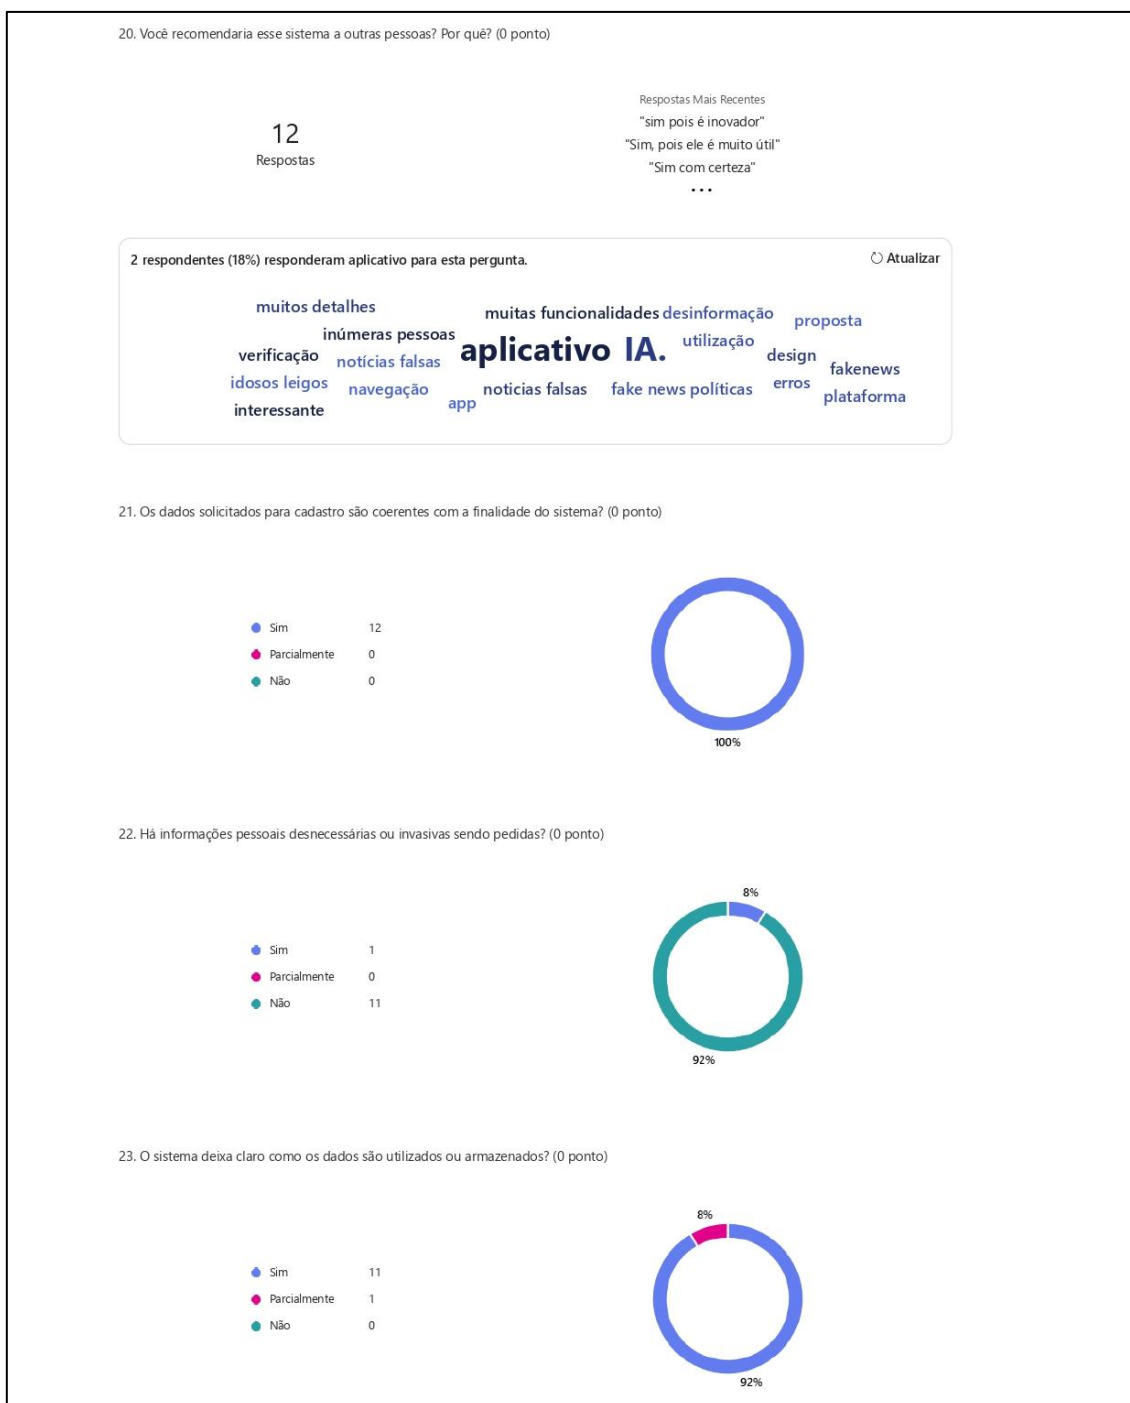 20. Você recomendaria esse sistema a outras pessoas? Por quê? (0 ponto)
12
Respostas
Respostas Mais Recentes
"sim pois é inovador"
"Sim, pois ele é muito útil"
"Sim com certeza"
...
2 respondentes (18%) responderam aplicativo para esta pergunta.
Atualizar
muitos detalhes
muitas funcionalidades desinformação
proposta
inúmeras pessoas
aplicativo IA.
utilização
verificação
notícias falsas
design
fakenews
idosos leigos
navegação
noticias falsas
fake news políticas
erros
plataforma
interessante
app
21. Os dados solicitados para cadastro são coerentes com a finalidade do sistema? (0 ponto)
Sim 12
Parcialmente 0
Não 0
100%
22. Há informações pessoais desnecessárias ou invasivas sendo pedidas? (0 ponto)
8%
Sim 1
Parcialmente 0
Não 11
92%
23. O sistema deixa claro como os dados são utilizados ou armazenados? (0 ponto)
8%
Sim 11
Parcialmente 1
Não 0
92%